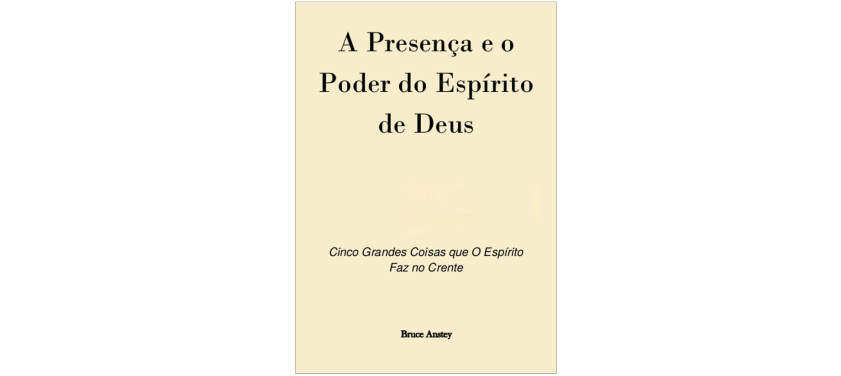 A Presença e o
Poder do Espírito
de Deus
Cinco Grandes Coisas que O Espírito
Faz no Crente
Bruce Anstey